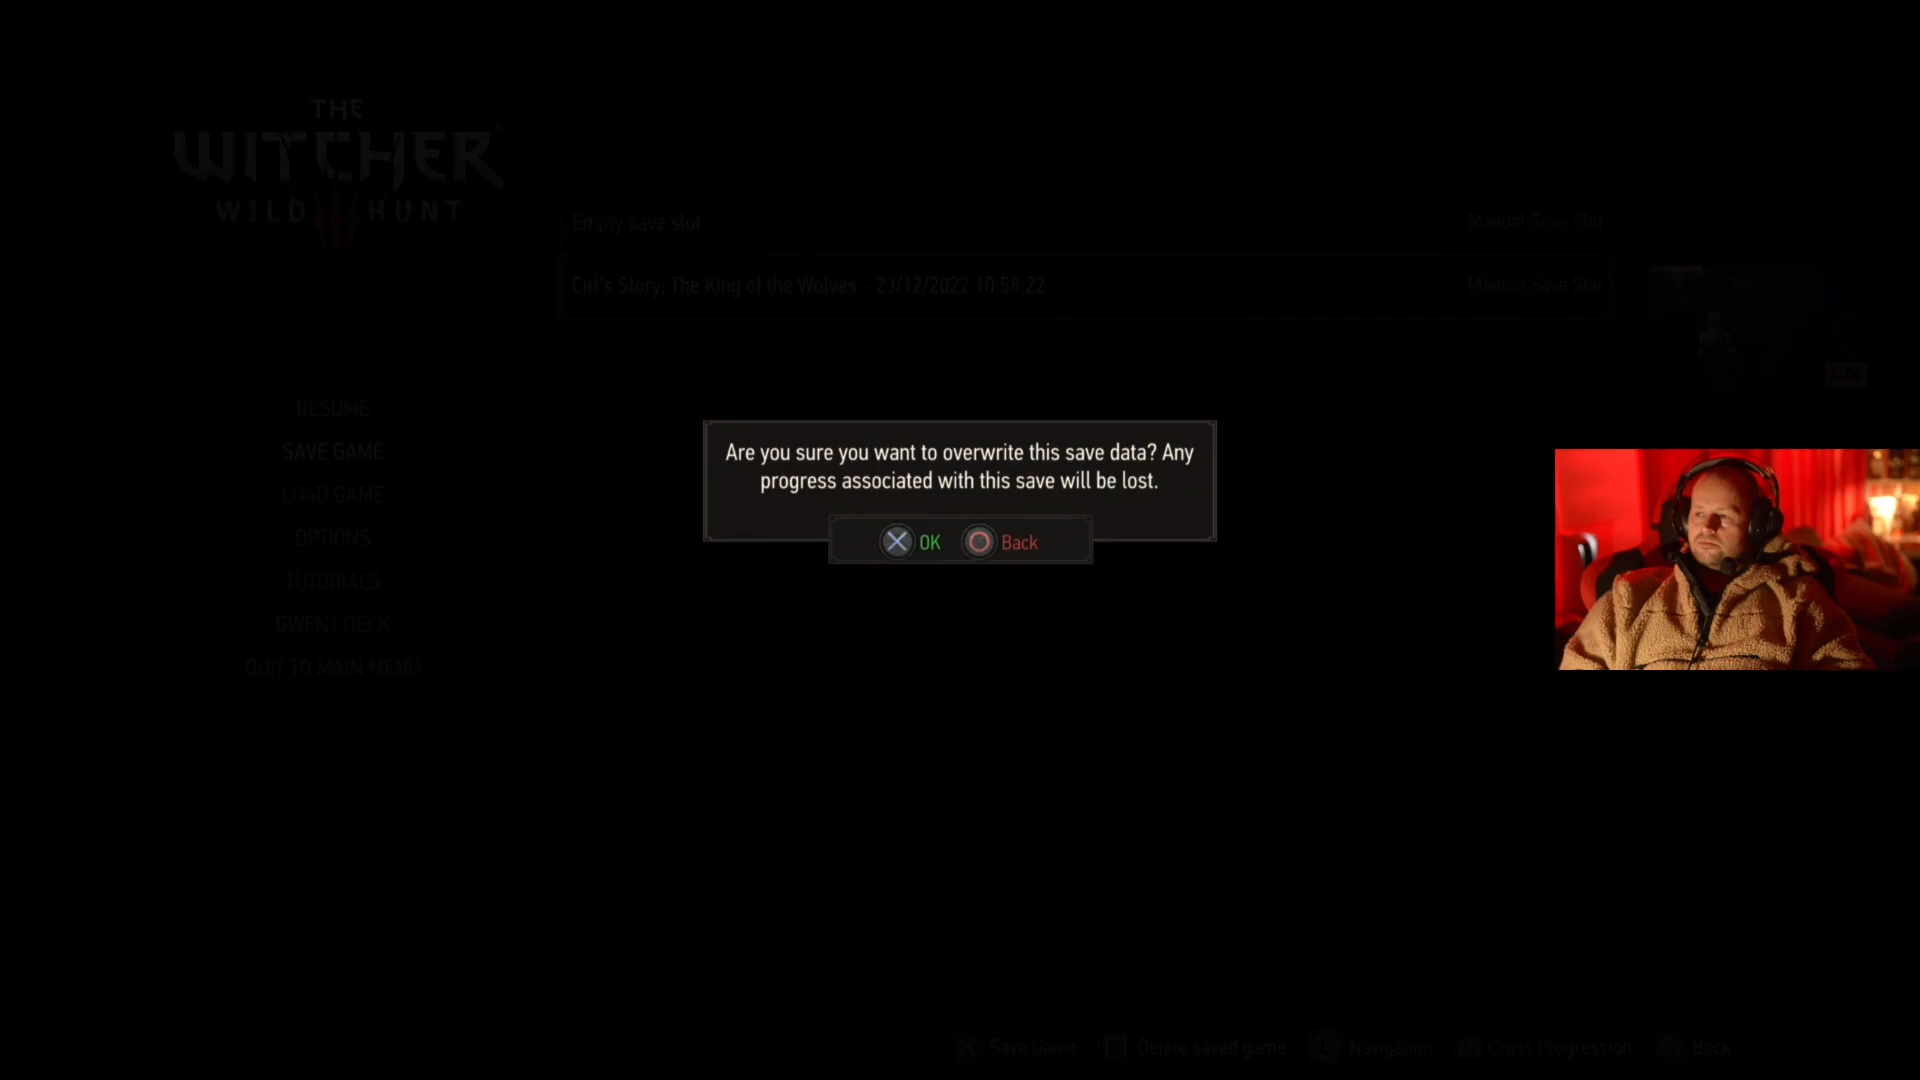 THE
WITCHER
WILD HUNT
Empty save slot Manual Save Slot
Ciri's Story: The King of the Wolves - 23/12/2022 10:58:22 Manual Save Slot
RESUME
SAVE GAME
LOAD GAME
OPTIONS
TUTORIALS
GWENT DECK
QUIT TO MAIN MENU
Are you sure you want to overwrite this save data? Any
progress associated with this save will be lost.
OK Back
Save Game Delete saved game L Navigation Cross Progression Back